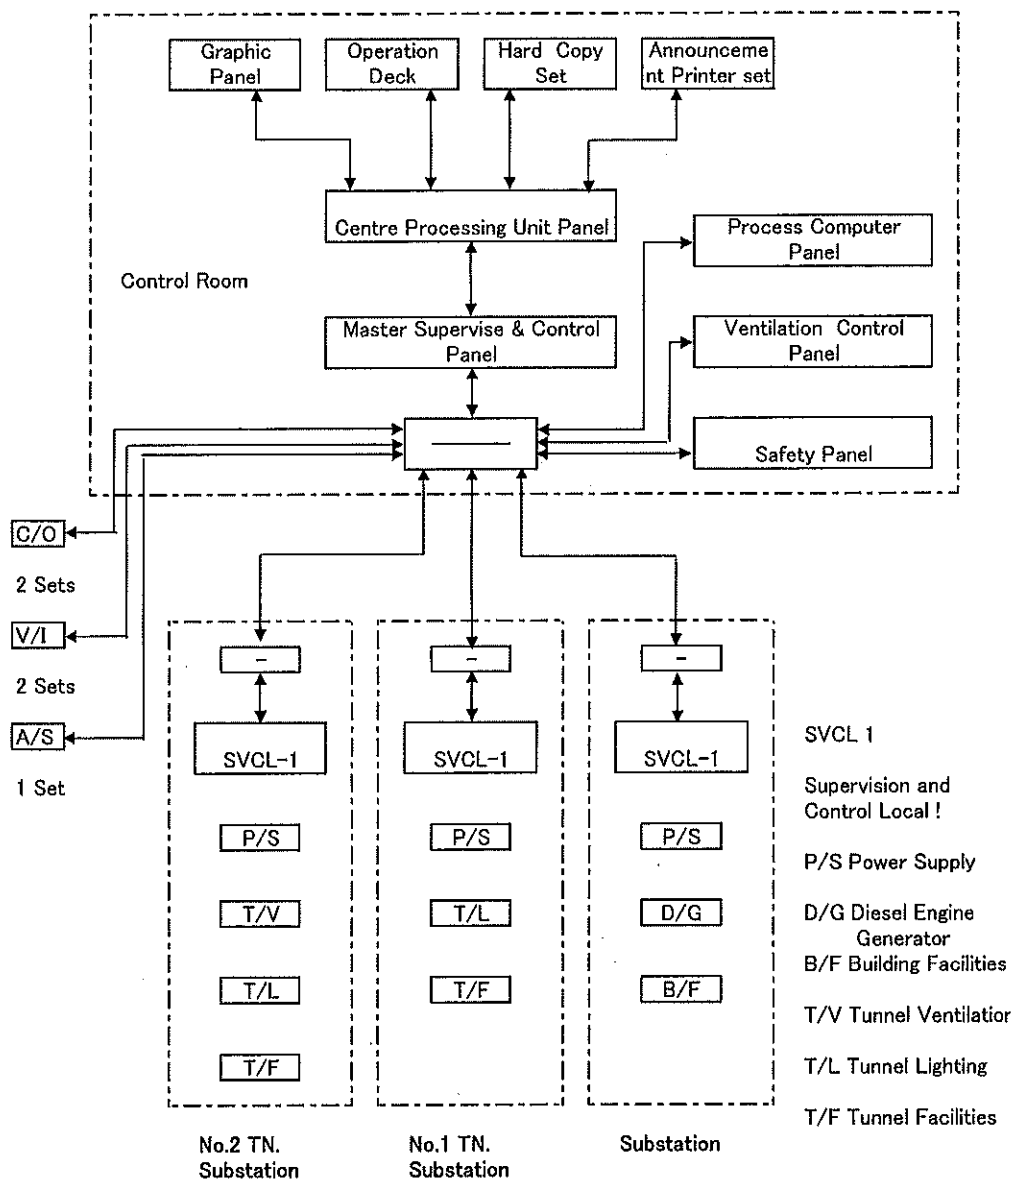 Graphic
Panel
Operation
Deck
Hard Copy
Set
Announceme
nt Printer set
Centre Processing Unit Panel
Process Computer
Panel
Control Room
Master Supervise & Control
Panel
Ventilation Control
Panel
Safety Panel
C/O
2 Sets
V/I
2 Sets
A/S
1 Set
-
SVCL-1
P/S
T/V
T/L
T/F
No.2 TN.
Substation
-
SVCL-1
P/S
T/L
T/F
No.1 TN.
Substation
-
SVCL-1
P/S
D/G
B/F
Substation
SVCL 1
Supervision and
Control Local !
P/S Power Supply
D/G Diesel Engine
Generator
B/F Building Facilities
T/V Tunnel Ventilatior
T/L Tunnel Lighting
T/F Tunnel Facilities